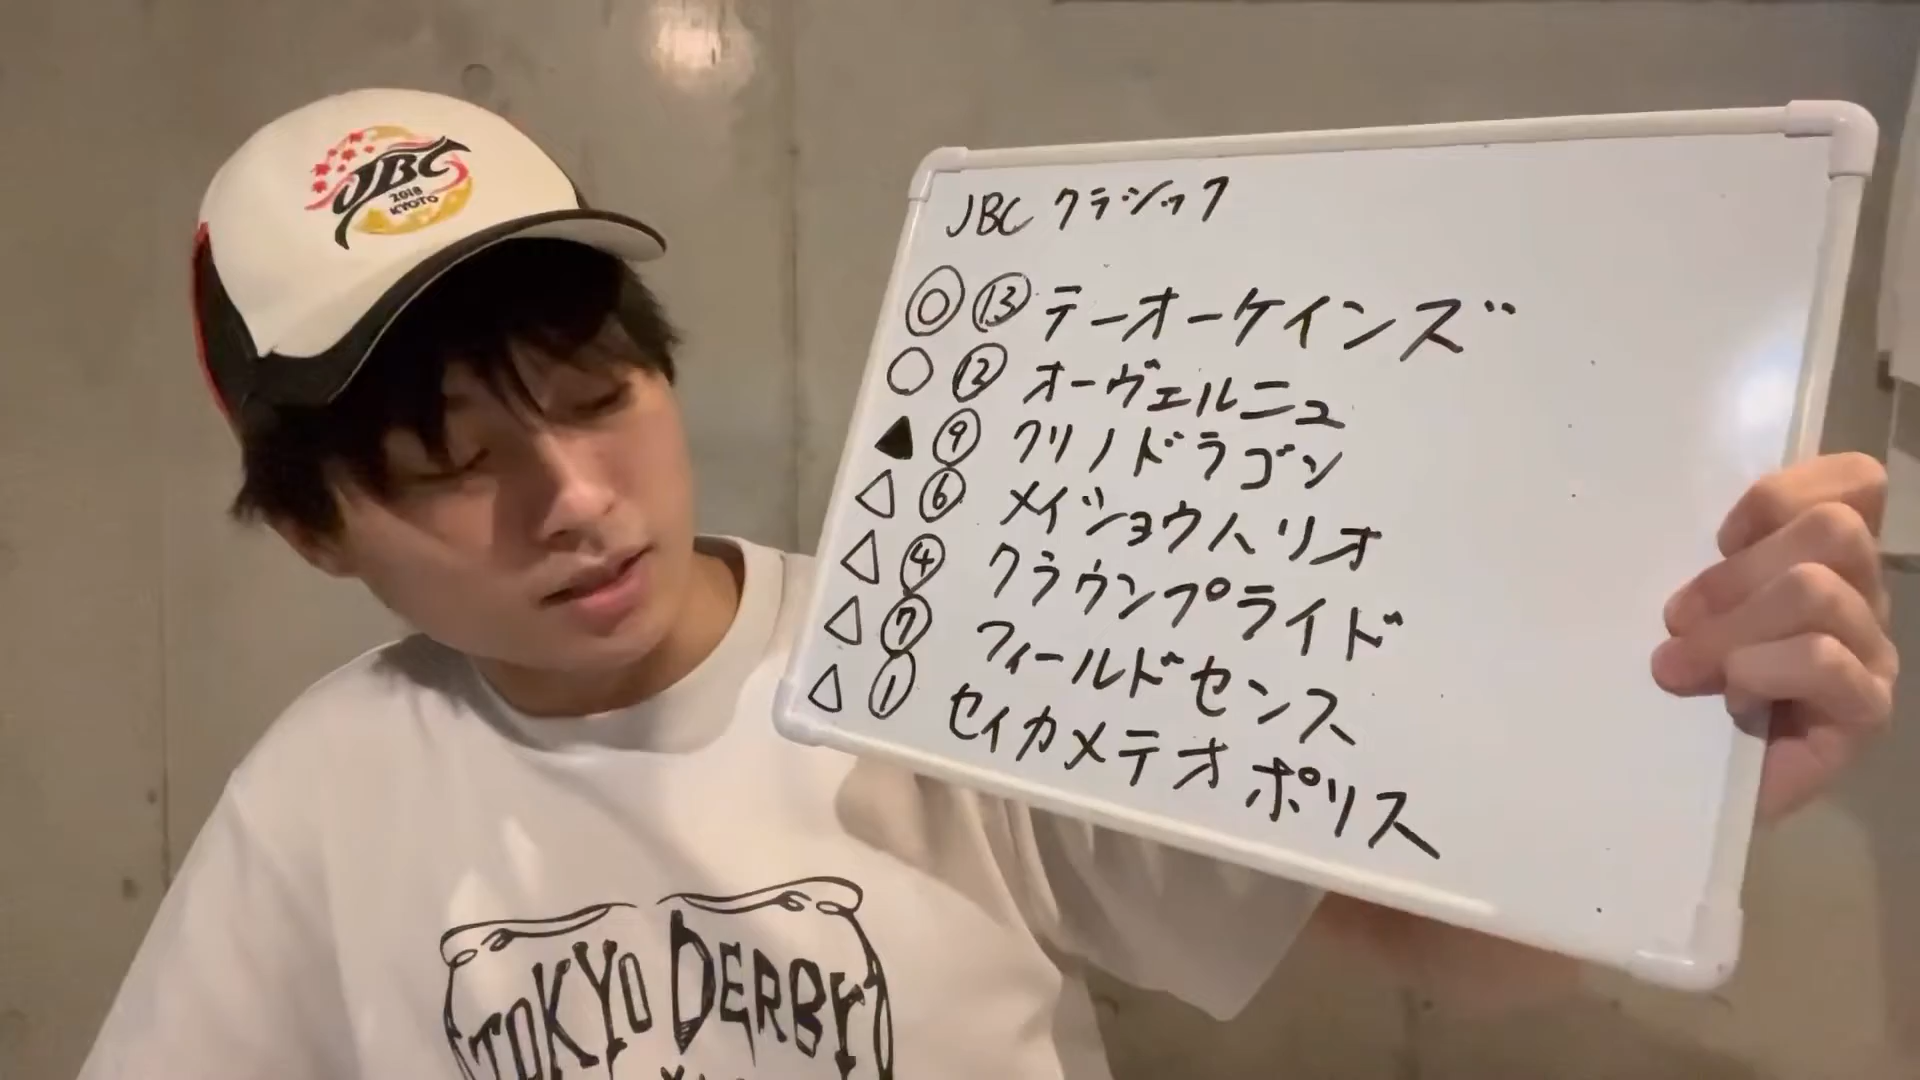 JBC
2018
KYOTO
JBC クラシック
◎ ⑬ テーオーケインズ
○ ⑫ オーヴェルニュ
▲ ⑨ クリノドラゴン
△ ⑥ メイショウハリオ
△ ④ クラウンプライド
△ ⑦ フィールドセンス
△ ① セイカメテオポリス
TOKYO DERBY